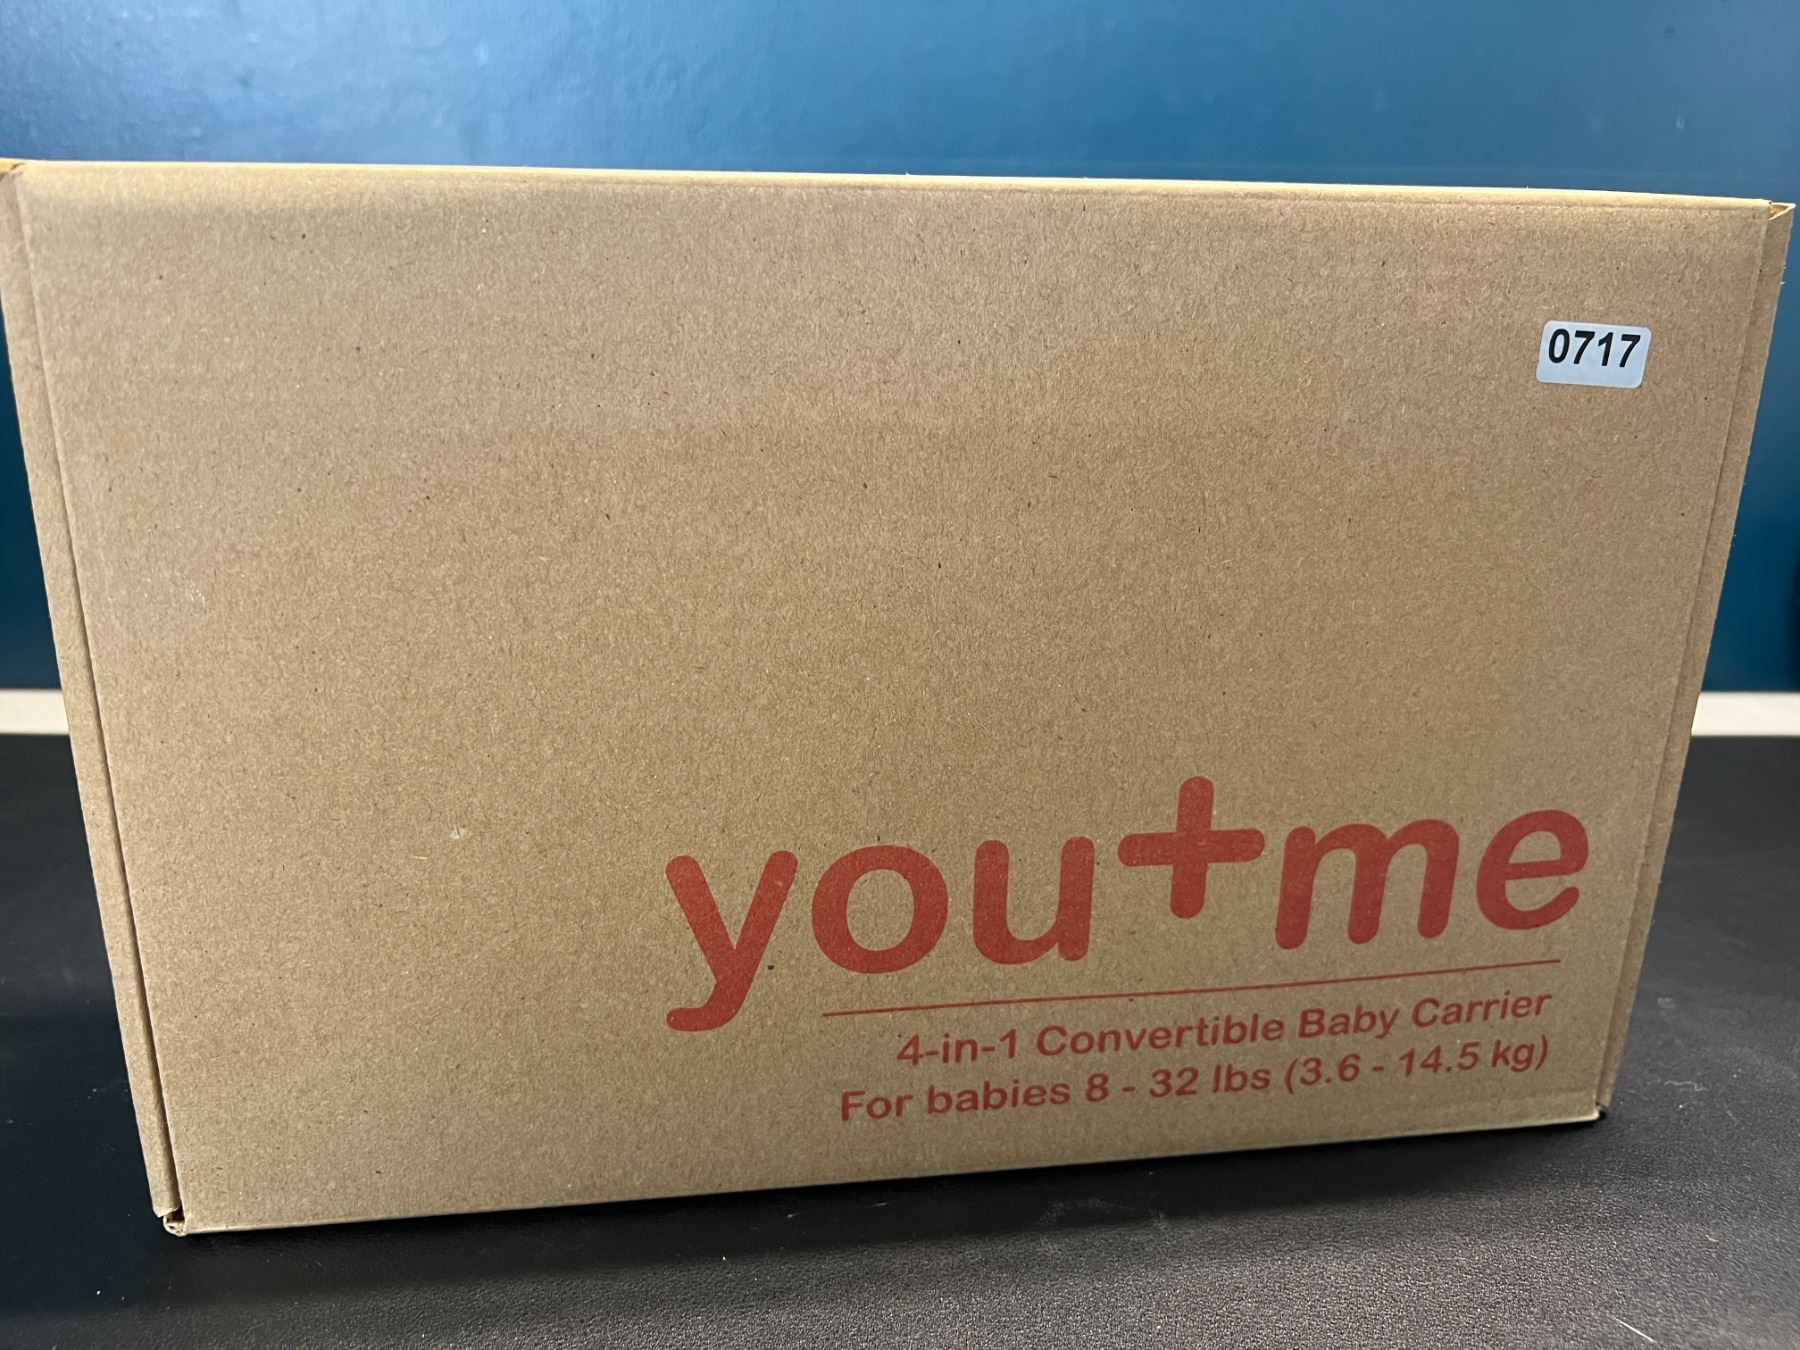 0717
you+me
4-in-1 Convertible Baby Carrier
For babies 8 - 32 lbs (3.6 - 14.5 kg)